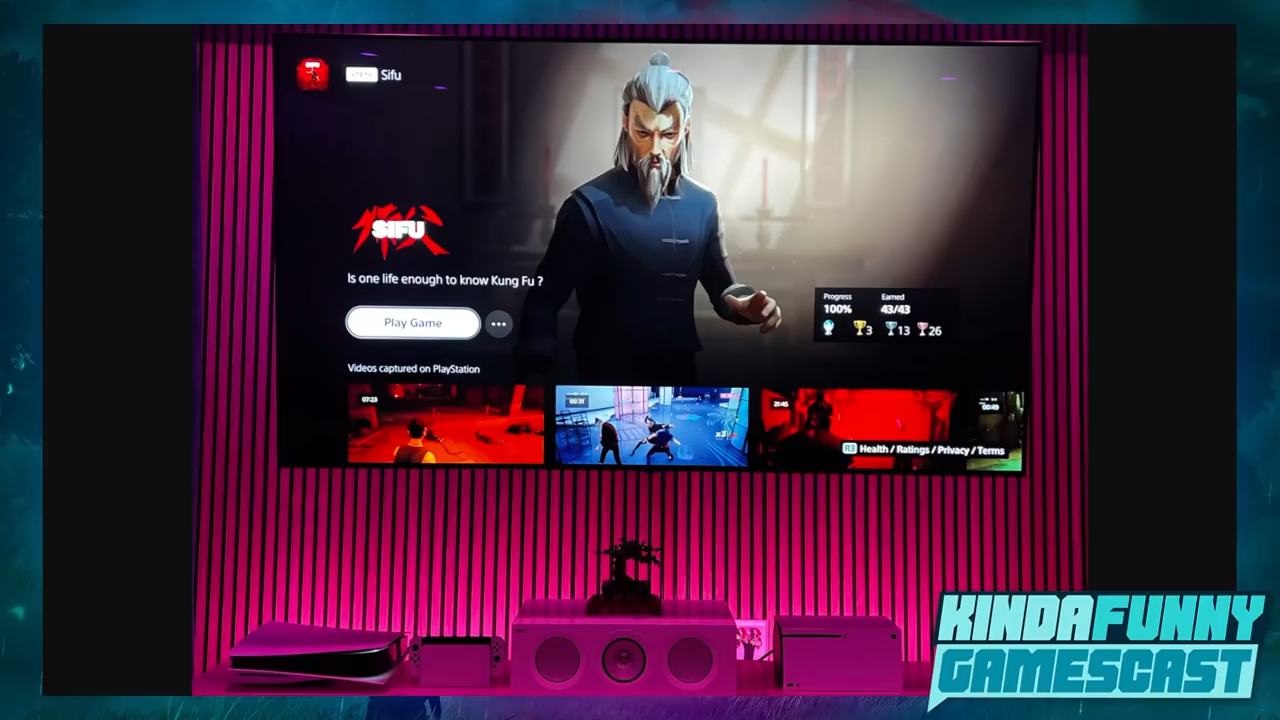 Sifu
SIFU
Is one life enough to know Kung Fu ?
Play Game
Progress
100%
Earned
43/43
3 13 26
Videos captured on PlayStation
07:23
00:31
x3
21:45
00:49
R3 Health / Ratings / Privacy / Terms
KINDAFUNNY
GAMESCAST